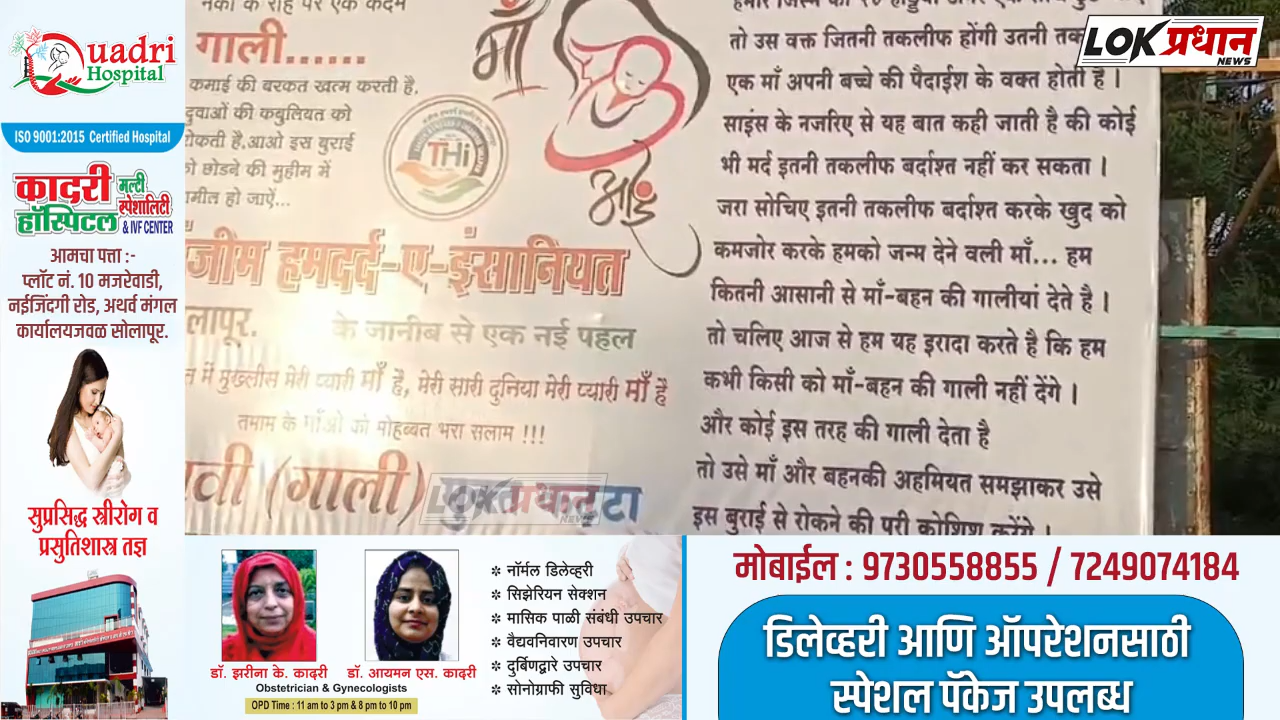 Quadri
Hospital
ISO 9001:2015 Certified Hospital
कादरी
हॉस्पिटल
मल्टी
स्पेशालिटी
& IVF CENTER
आमचा पत्ता :-
प्लॉट नं. 10 मजरेवाडी,
नईजिंदगी रोड, अथर्व मंगल
कार्यालयजवळ सोलापूर.
सुप्रसिद्ध स्त्रीरोग व
प्रसुतिशास्त्र तज्ञ
के राह पर एक कदम
गाली......
कमाई की बरकत खत्म करती है,
दुवाओं की कबुलियत को
रोकती है.आओ इस बुराई
को छोडने की मुहीम में
मील हो जाऐं...
THi
माँ
आई
जीम हमदर्द-ए-इंसानियत
लापूर.
के जानीब से एक नई पहल
में मुख्लीस मेरी प्यारी माँ है, मेरी सारी दुनिया मेरी प्यारी माँ है
तमाम के माँओ को मोहब्बत भरा सलाम !!!
(गाली)
तो उस वक्त जितनी तकलीफ होंगी उतनी
एक माँ अपनी बच्चे की पैदाईश के वक्त होती है ।
साइंस के नजरिए से यह बात कही जाती है की कोई
भी मर्द इतनी तकलीफ बर्दाश्त नहीं कर सकता ।
जरा सोचिए इतनी तकलीफ बर्दाश्त करके खुद को
कमजोर करके हमको जन्म देने वली माँ... हम
कितनी आसानी से माँ-बहन की गालीयां देते है ।
तो चलिए आज से हम यह इरादा करते है कि हम
कभी किसी को माँ-बहन की गाली नहीं देंगे ।
और कोई इस तरह की गाली देता है
तो उसे माँ और बहनकी अहमियत समझाकर उसे
इस बुराई से रोकने की पूरी कोशिश करेंगे ।
LOK प्रधान
NEWS
डॉ. झरीना के. कादरी
डॉ. आयमन एस. कादरी
Obstetrician & Gynecologists
OPD Time : 11 am to 3 pm & 8 pm to 10 pm
❇ नॉर्मल डिलेव्हरी
❇ सिझेरियन सेक्शन
❇ मासिक पाळी संबंधी उपचार
❇ वैद्यवनिवारण उपचार
❇ दुर्बिणद्वारे उपचार
❇ सोनोग्राफी सुविधा
मोबाईल : 9730558855 / 7249074184
डिलेव्हरी आणि ऑपरेशनसाठी
स्पेशल पॅकेज उपलब्ध